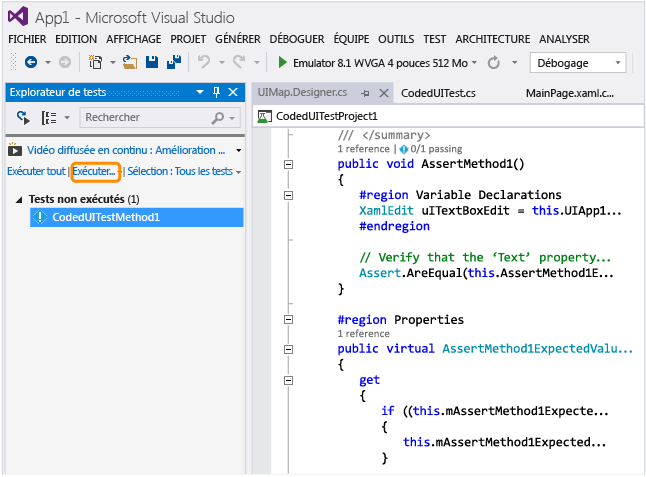 App1 - Microsoft Visual Studio
FICHIER EDITION AFFICHAGE PROJET GÉNÉRER DÉBOGUER ÉQUIPE OUTILS TEST ARCHITECTURE ANALYSER
Emulator 8.1 WVGA 4 pouces 512 Mo Débogage
Explorateur de tests
Rechercher
Vidéo diffusée en continu : Amélioration
Exécuter tout | Exécuter... | Sélection : Tous les tests
Tests non exécutés (1)
CodedUITestMethod1
UIMap.Designer.cs CodedUITest.cs MainPage.xaml.c...
CodedUITestProject1
/// </summary>
1 reference | 0/1 passing
public void AssertMethod1()
{
#region Variable Declarations
XamlEdit uITextBoxEdit = this.UIApp1...
#endregion
// Verify that the ‘Text’ property...
Assert.AreEqual(this.AssertMethod1E...
}
#region Properties
1 reference
public virtual AssertMethod1ExpectedValu...
{
get
{
if ((this.mAssertMethod1Expecte...
{
this.mAssertMethod1Expected...
}